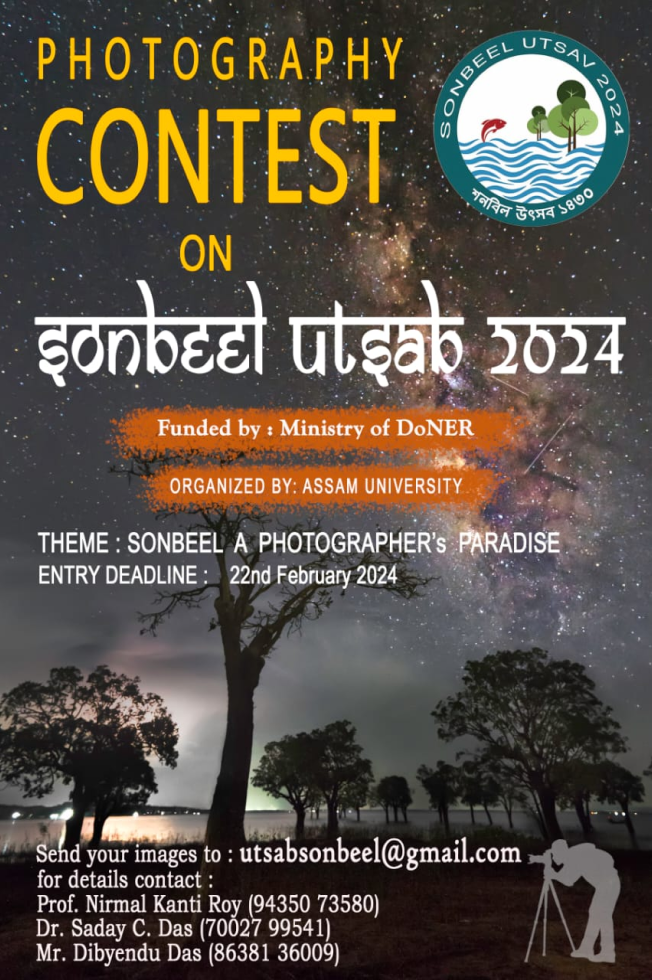 PHOTOGRAPHY
CONTEST
ON
SONBEEL UTSAV 2024
শনবিল উৎসব ১৪৩০
sonbeel utsab 2024
Funded by : Ministry of DoNER
ORGANIZED BY: ASSAM UNIVERSITY
THEME : SONBEEL A PHOTOGRAPHER's PARADISE
ENTRY DEADLINE : 22nd February 2024
Send your images to : utsabsonbeel@gmail.com
for details contact :
Prof. Nirmal Kanti Roy (94350 73580)
Dr. Saday C. Das (70027 99541)
Mr. Dibyendu Das (86381 36009)